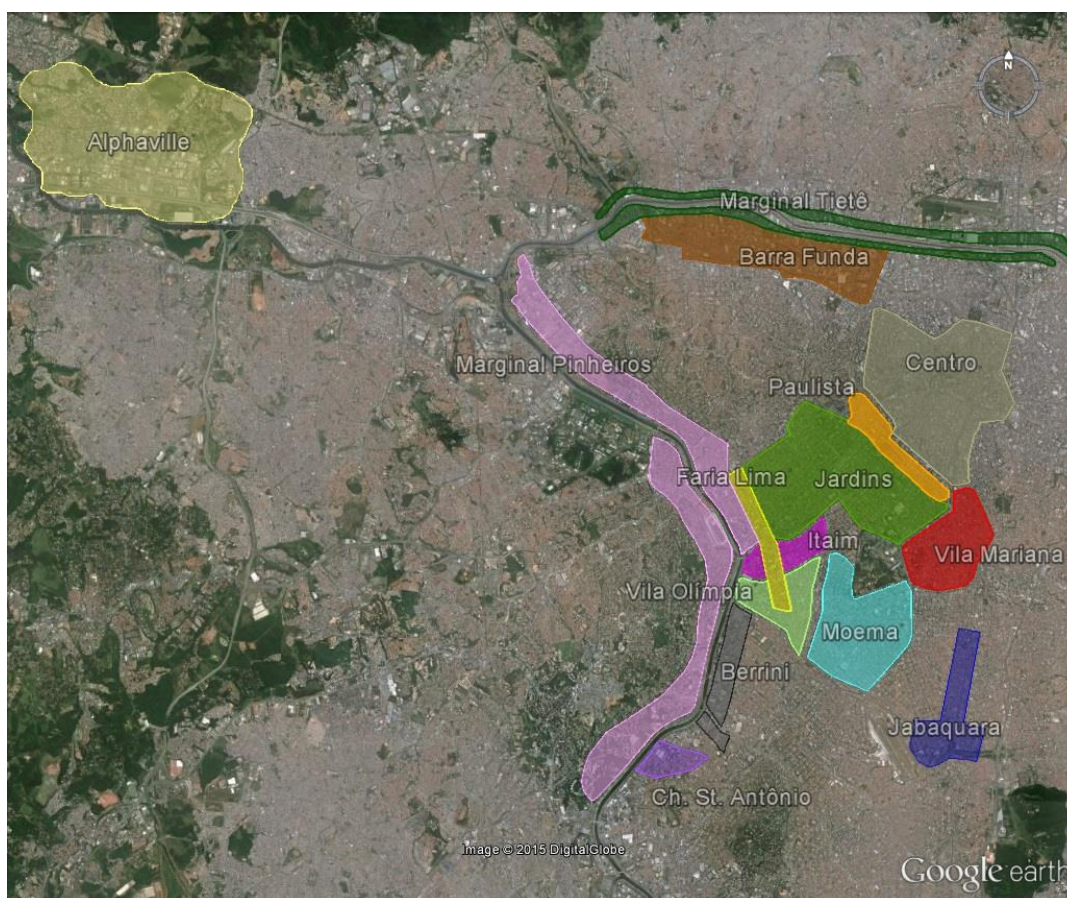 N
Alphaville
Marginal Tietê
Barra Funda
Marginal Pinheiros
Centro
Paulista
Faria Lima
Jardins
Itaim
Vila Mariana
Vila Olímpia
Moema
Berrini
Jabaquara
Ch. St. Antônio
Image © 2015 DigitalGlobe
Google earth